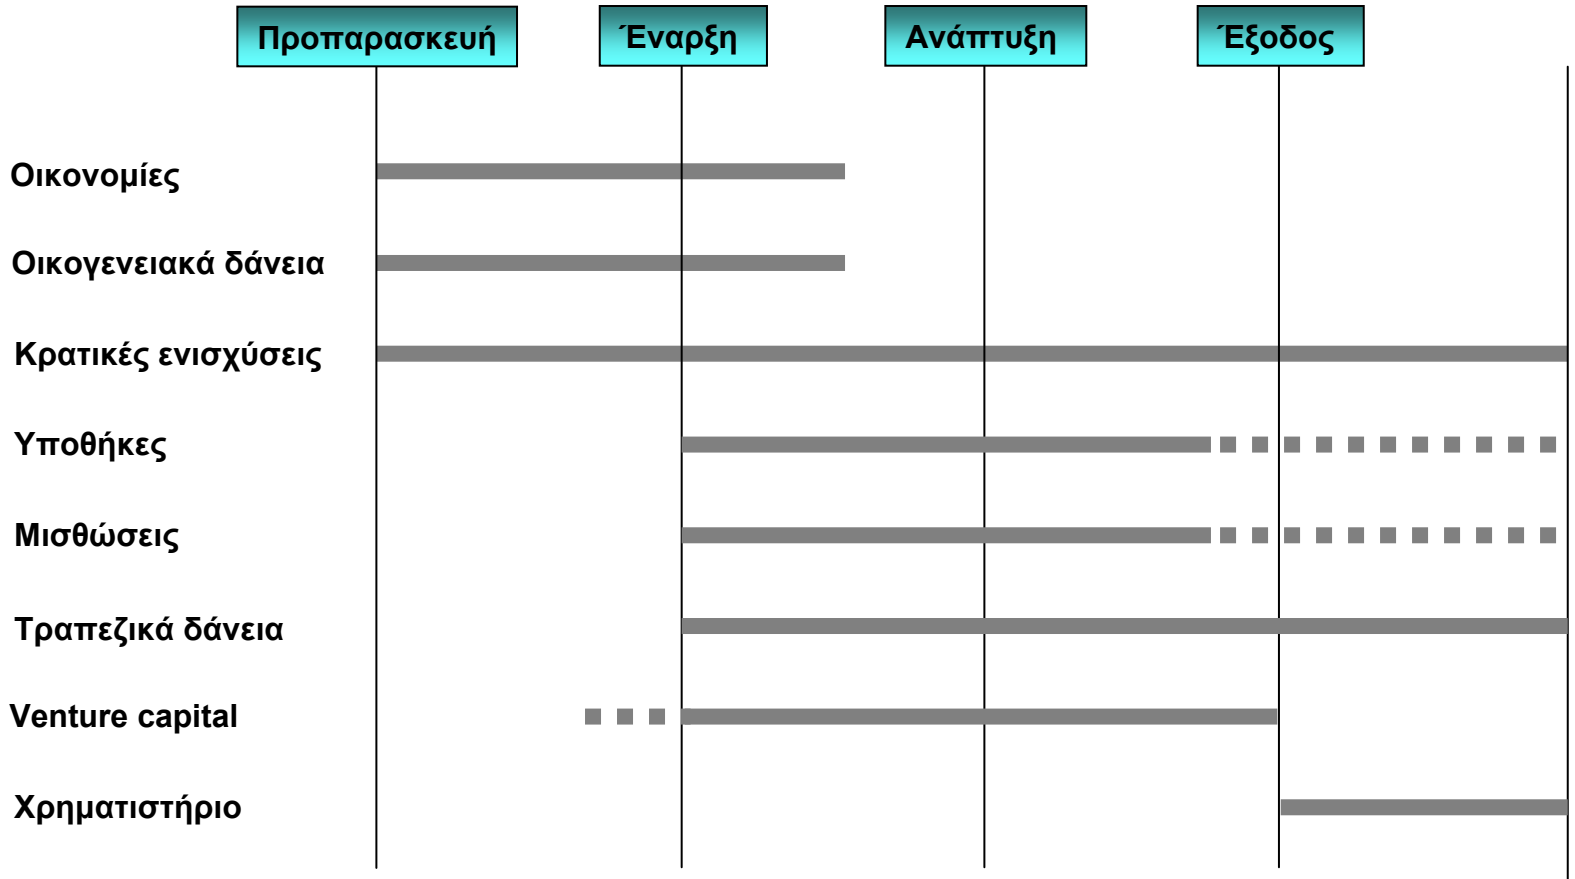 Προπαρασκευή
Έναρξη
Ανάπτυξη
Έξοδος
Οικονομίες
Οικογενειακά δάνεια
Κρατικές ενισχύσεις
Υποθήκες
Μισθώσεις
Τραπεζικά δάνεια
Venture capital
Χρηματιστήριο